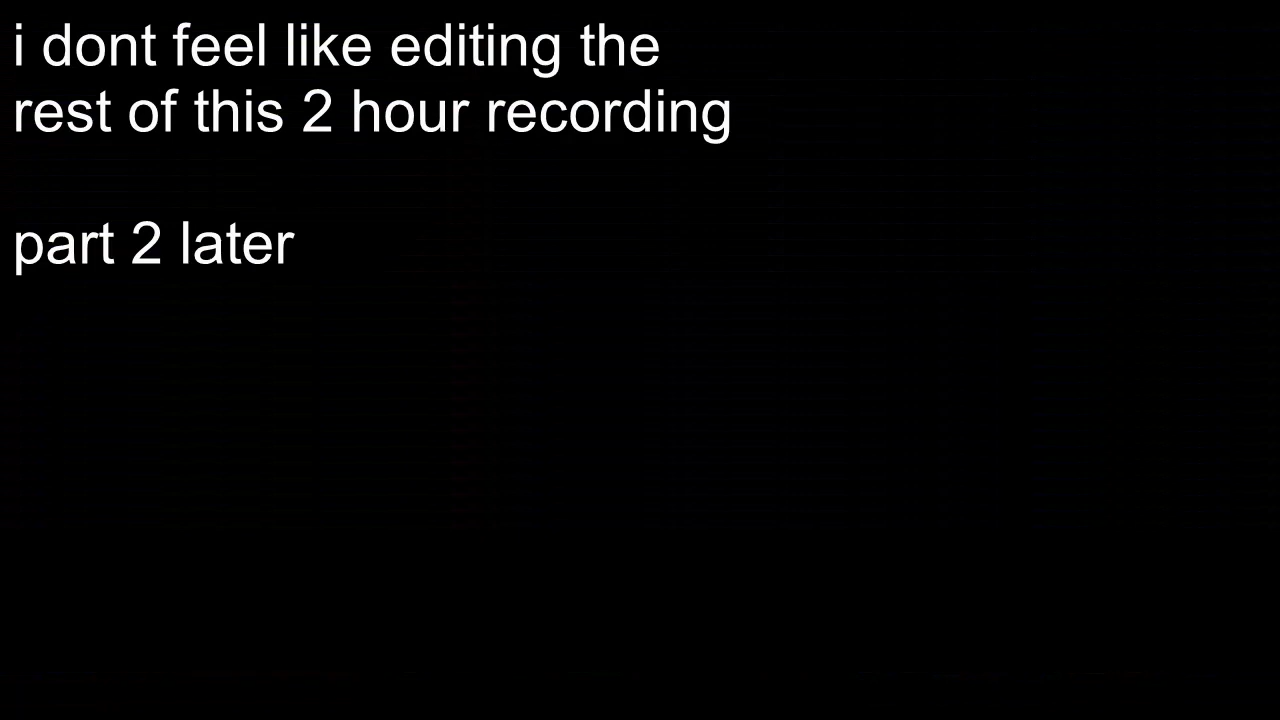 i dont feel like editing the
rest of this 2 hour recording
part 2 later